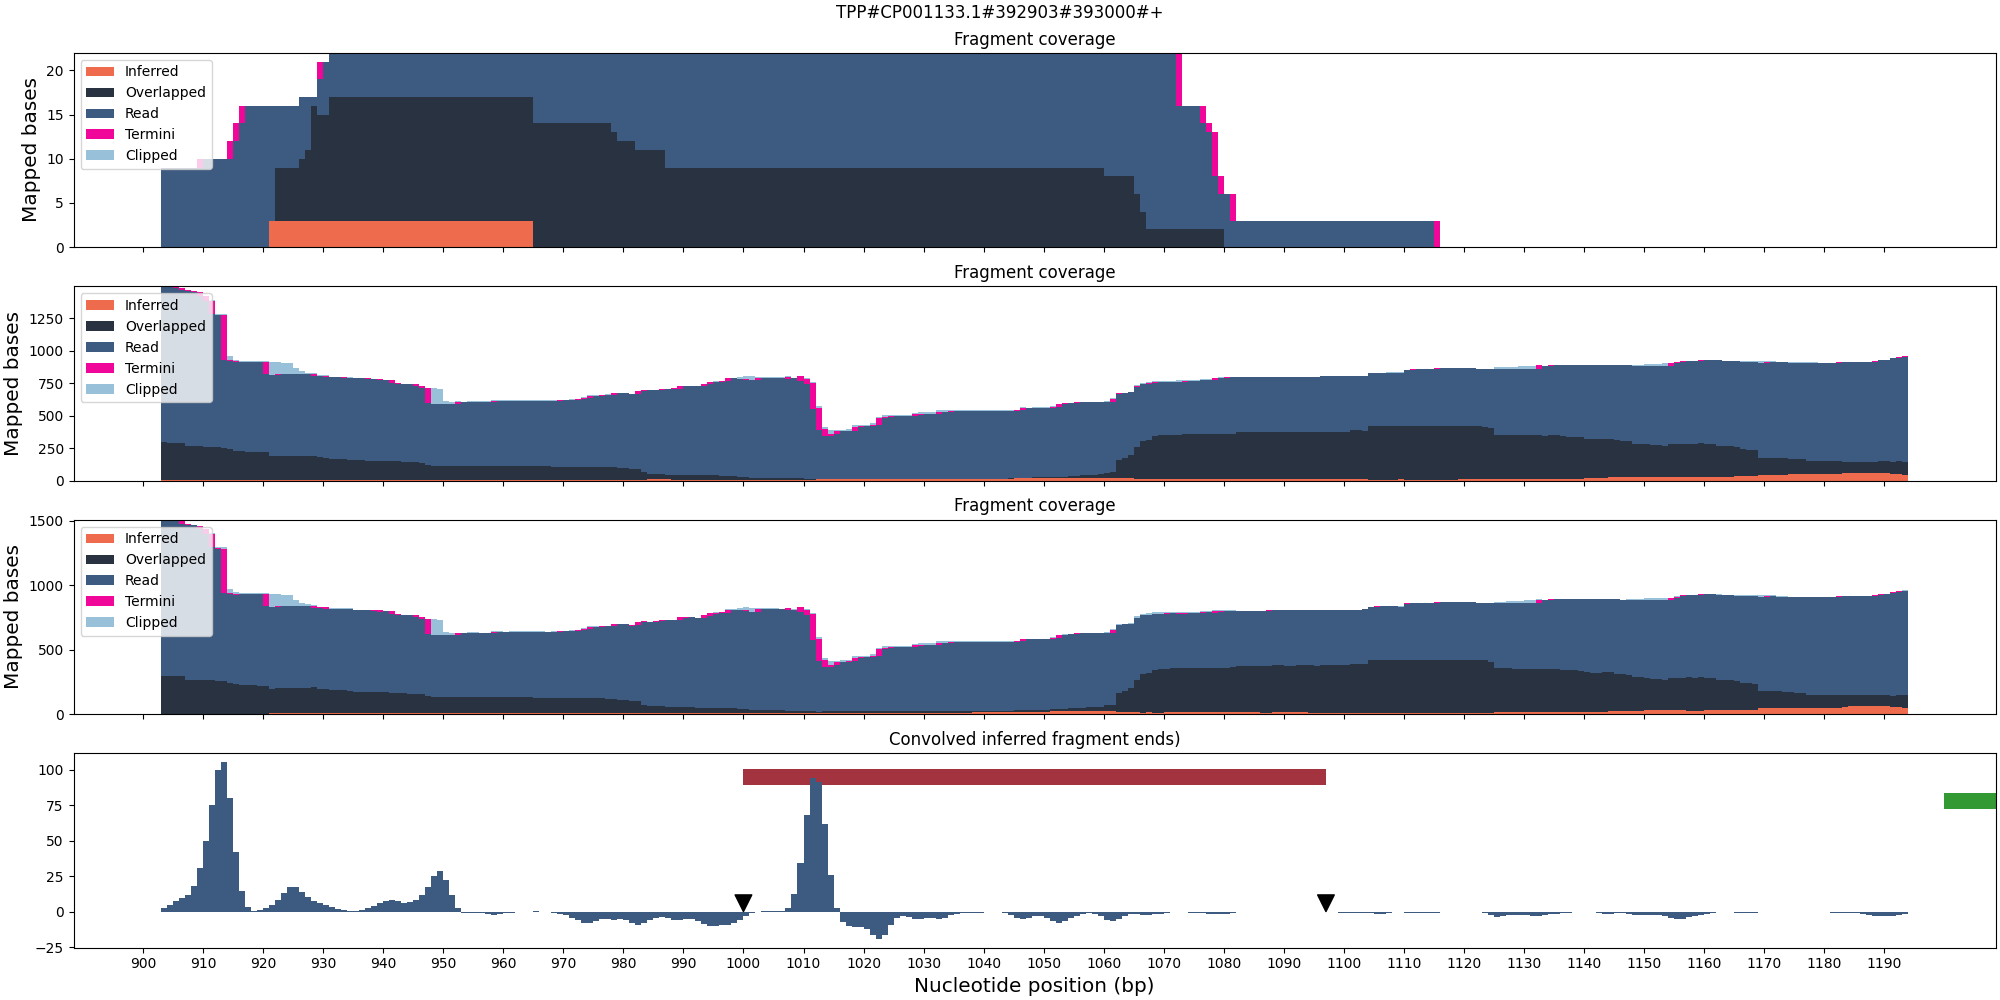 TPP#CP001133.1#392903#393000#+
Fragment coverage
Mapped bases
20
15
10
5
0
Inferred
Overlapped
Read
Termini
Clipped
Fragment coverage
Mapped bases
1250
1000
750
500
250
0
Inferred
Overlapped
Read
Termini
Clipped
Fragment coverage
Mapped bases
1500
1000
500
0
Inferred
Overlapped
Read
Termini
Clipped
Convolved inferred fragment ends)
100
75
50
25
0
−25
900 910 920 930 940 950 960 970 980 990 1000 1010 1020 1030 1040 1050 1060 1070 1080 1090 1100 1110 1120 1130 1140 1150 1160 1170 1180 1190
Nucleotide position (bp)